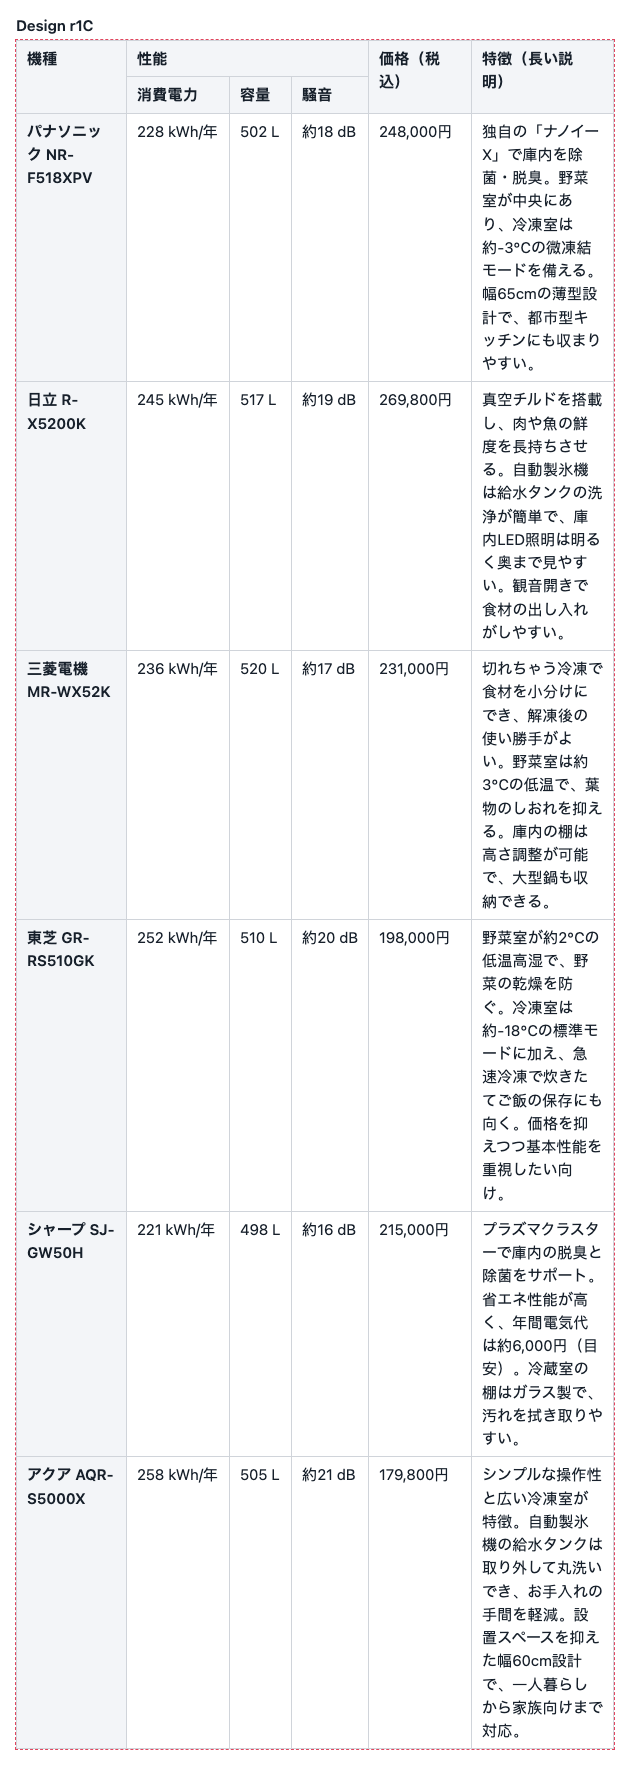 Design r1C
機種
性能
価格（税
込）
特徴（長い説
明）
消費電力
容量
騒音
パナソニッ
ク NR-
F518XPV
228 kWh/年
502 L
約18 dB
248,000円
独自の「ナノイー
X」で庫内を除
菌・脱臭。野菜
室が中央にあ
り、冷凍室は
約-3°Cの微凍結
モードを備える。
幅65cmの薄型設
計で、都市型キ
ッチンにも収まり
やすい。
日立 R-
X5200K
245 kWh/年
517 L
約19 dB
269,800円
真空チルドを搭載
し、肉や魚の鮮
度を長持ちさせ
る。自動製氷機
は給水タンクの洗
浄が簡単で、庫
内LED照明は明る
く奥まで見やす
い。観音開きで
食材の出し入れ
がしやすい。
三菱電機
MR-WX52K
236 kWh/年
520 L
約17 dB
231,000円
切れちゃう冷凍で
食材を小分けに
でき、解凍後の
使い勝手がよ
い。野菜室は約
3°Cの低温で、葉
物のしおれを抑え
る。庫内の棚は
高さ調整が可能
で、大型鍋も収
納できる。
東芝 GR-
RS510GK
252 kWh/年
510 L
約20 dB
198,000円
野菜室が約2°Cの
低温高湿で、野
菜の乾燥を防
ぐ。冷凍室は
約-18°Cの標準モ
ードに加え、急
速冷凍で炊きた
てご飯の保存にも
向く。価格を抑
えつつ基本性能を
重視したい向
け。
シャープ SJ-
GW50H
221 kWh/年
498 L
約16 dB
215,000円
プラズマクラスタ
ーで庫内の脱臭と
除菌をサポート。
省エネ性能が高
く、年間電気代
は約6,000円（目
安）。冷蔵室の
棚はガラス製で、
汚れを拭き取りや
すい。
アクア AQR-
S5000X
258 kWh/年
505 L
約21 dB
179,800円
シンプルな操作性
と広い冷凍室が
特徴。自動製氷
機の給水タンクは
取り外して丸洗い
でき、お手入れの
手間を軽減。設
置スペースを抑え
た幅60cm設計
で、一人暮らし
から家族向けまで
対応。